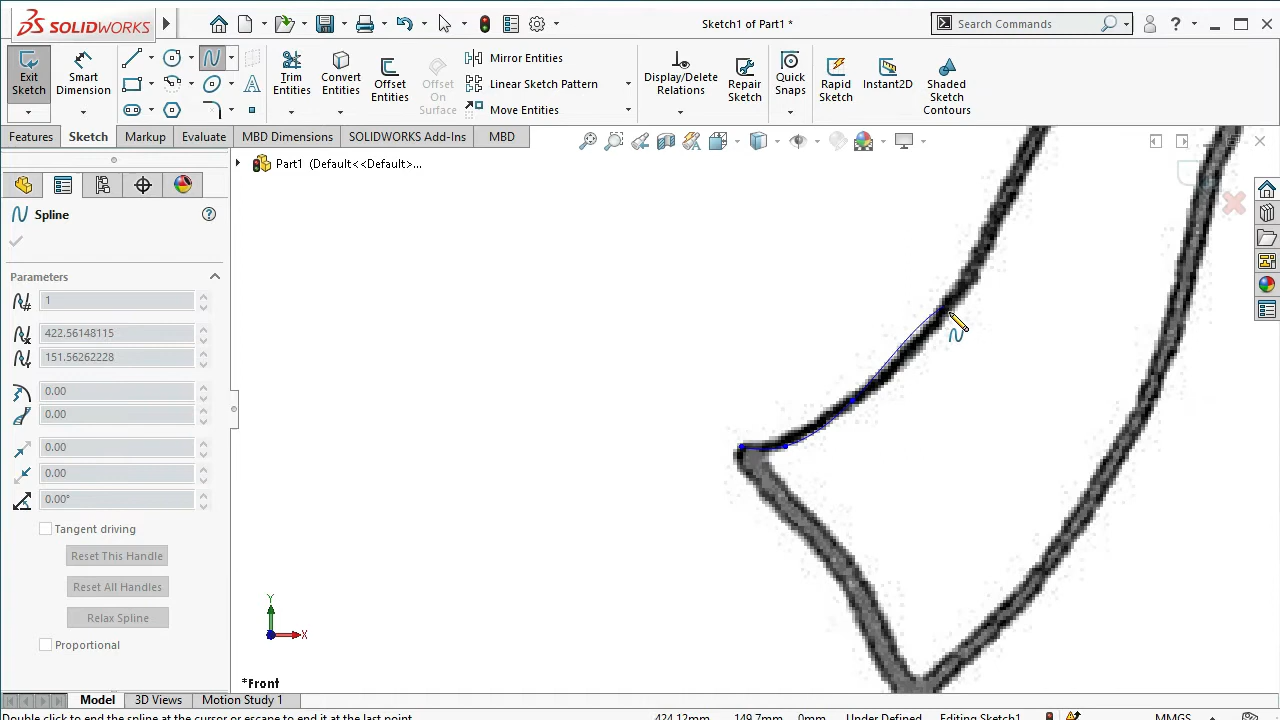 SOLIDWORKS
Sketch1 of Part1 *
Search Commands
Exit Sketch
Smart Dimension
Trim Entities
Convert Entities
Offset Entities
Offset On Surface
Mirror Entities
Linear Sketch Pattern
Move Entities
Display/Delete Relations
Repair Sketch
Quick Snaps
Rapid Sketch
Instant2D
Shaded Sketch Contours
Features
Sketch
Markup
Evaluate
MBD Dimensions
SOLIDWORKS Add-Ins
MBD
Part1 (Default<<Default>...
Spline
Parameters
1
422.56148115
151.56262228
0.00
0.00
0.00
0.00
0.00°
Tangent driving
Reset This Handle
Reset All Handles
Relax Spline
Proportional
Y
X
*Front
Model
3D Views
Motion Study 1
Double click to end the spline at the cursor or escape to end it at the last point.
424.12mm
149.7mm
0mm
Under Defined
Editing Sketch1
MMGS